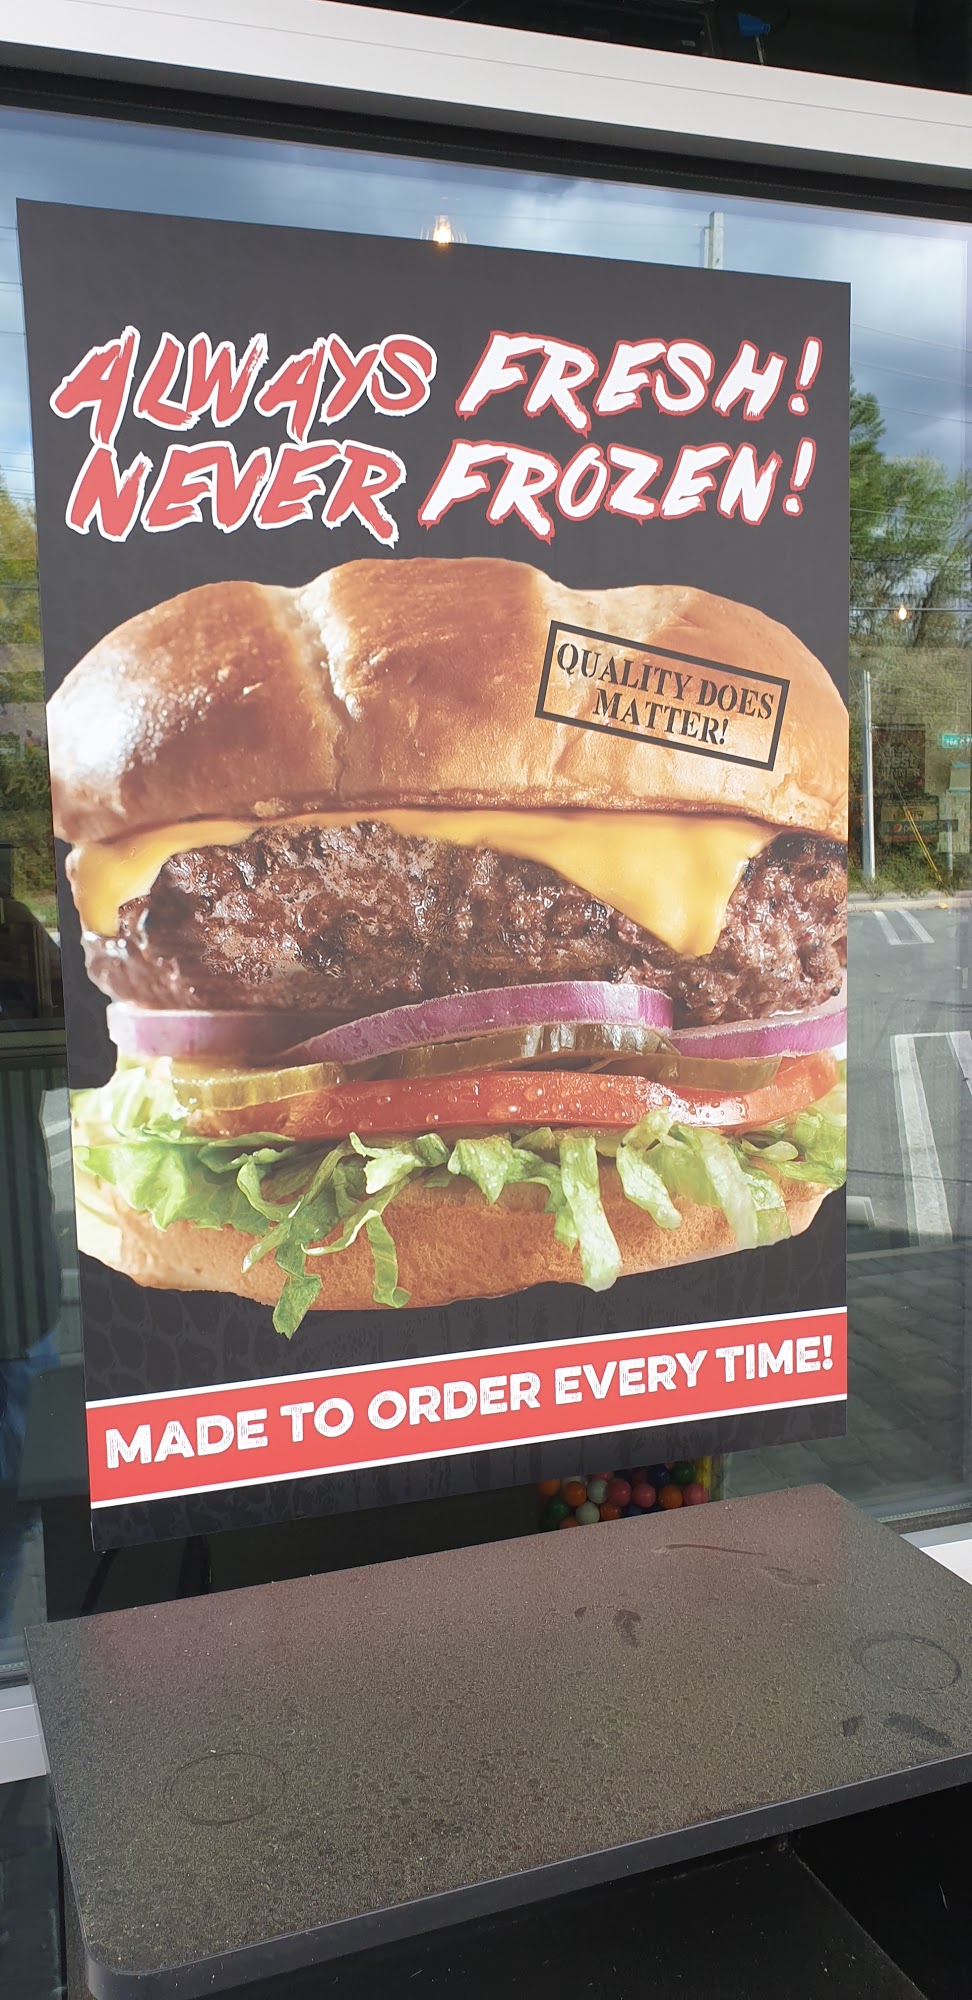 ALWAYS FRESH!
NEVER FROZEN!
QUALITY DOES
MATTER!
MADE TO ORDER EVERY TIME!